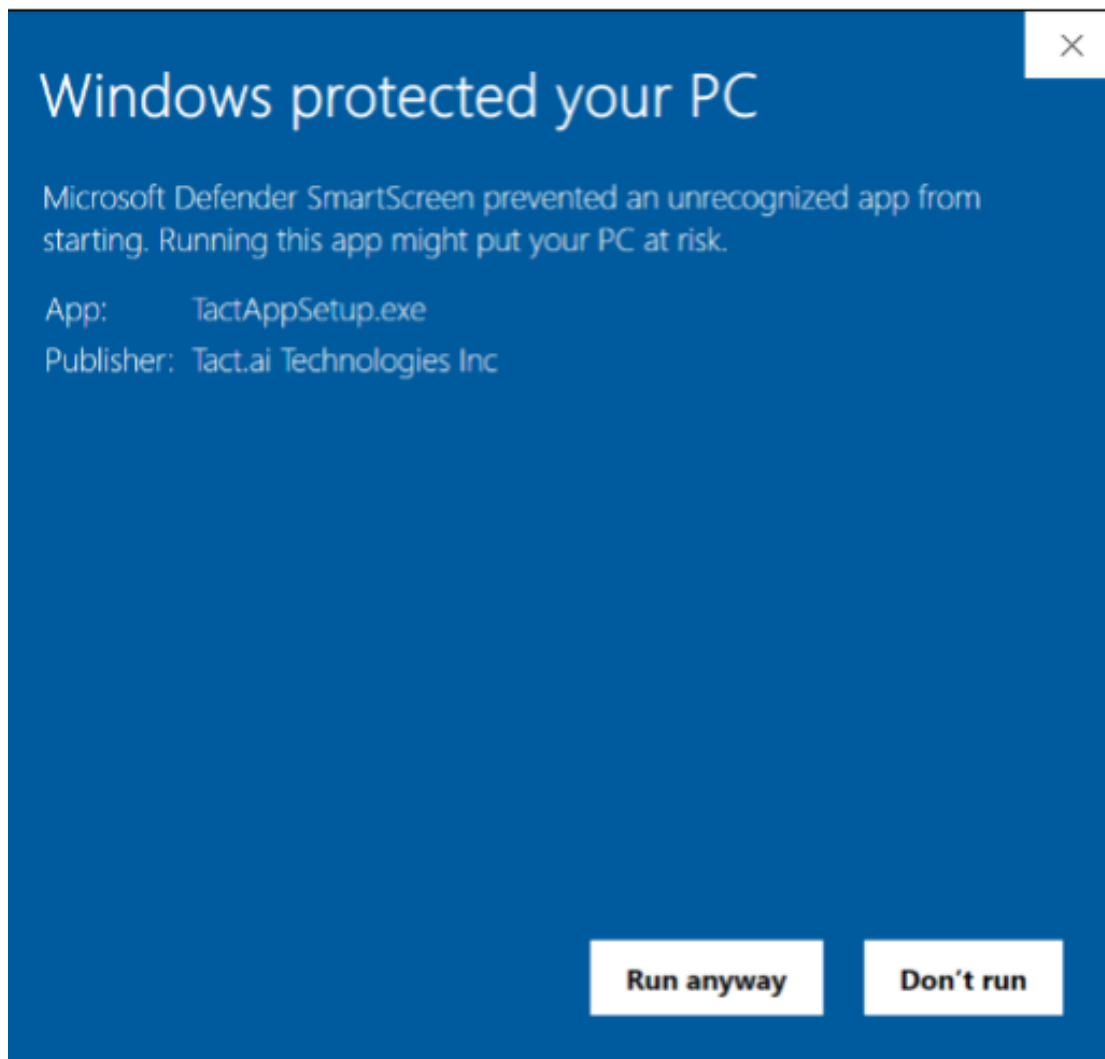 Windows protected your PC
Microsoft Defender SmartScreen prevented an unrecognized app from
starting. Running this app might put your PC at risk.
App: TactAppSetup.exe
Publisher: Tact.ai Technologies Inc
Run anyway Don't run